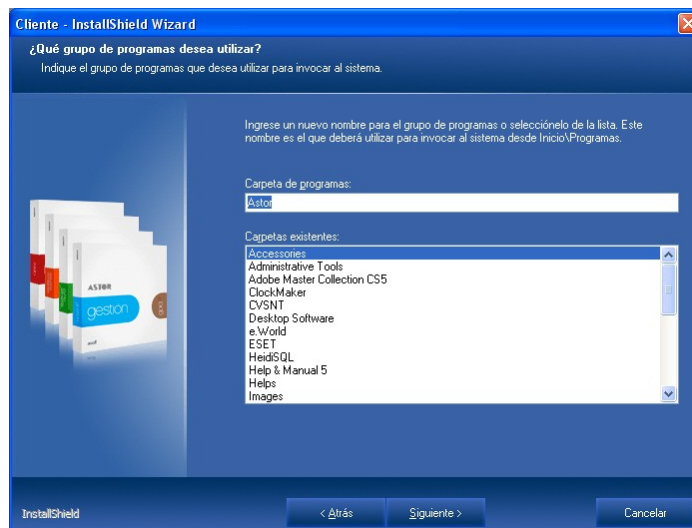 Cliente - InstallShield Wizard
¿Qué grupo de programas desea utilizar?
Indique el grupo de programas que desea utilizar para invocar al sistema.
Ingrese un nuevo nombre para el grupo de programas o selecciónelo de la lista. Este
nombre es el que deberá utilizar para invocar al sistema desde Inicio\Programas.
Carpeta de programas:
Astor
Carpetas existentes:
Accessories
Administrative Tools
Adobe Master Collection CS5
ClockMaker
CVSNT
Desktop Software
e.World
ESET
HeidiSQL
Help & Manual 5
Helps
Images
ASTOR
gestion
InstallShield
< Atrás
Siguiente >
Cancelar